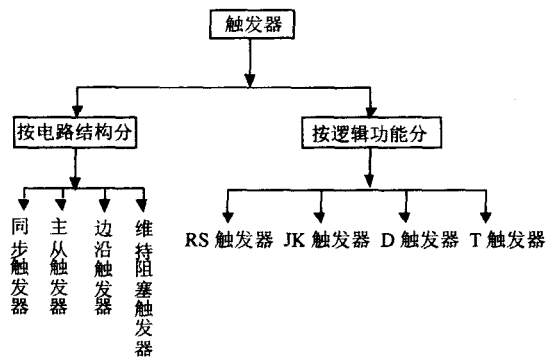 触发器
按电路结构分
按逻辑功能分
同步触发器
主从触发器
边沿触发器
维持阻塞触发器
RS 触发器
JK 触发器
D 触发器
T 触发器